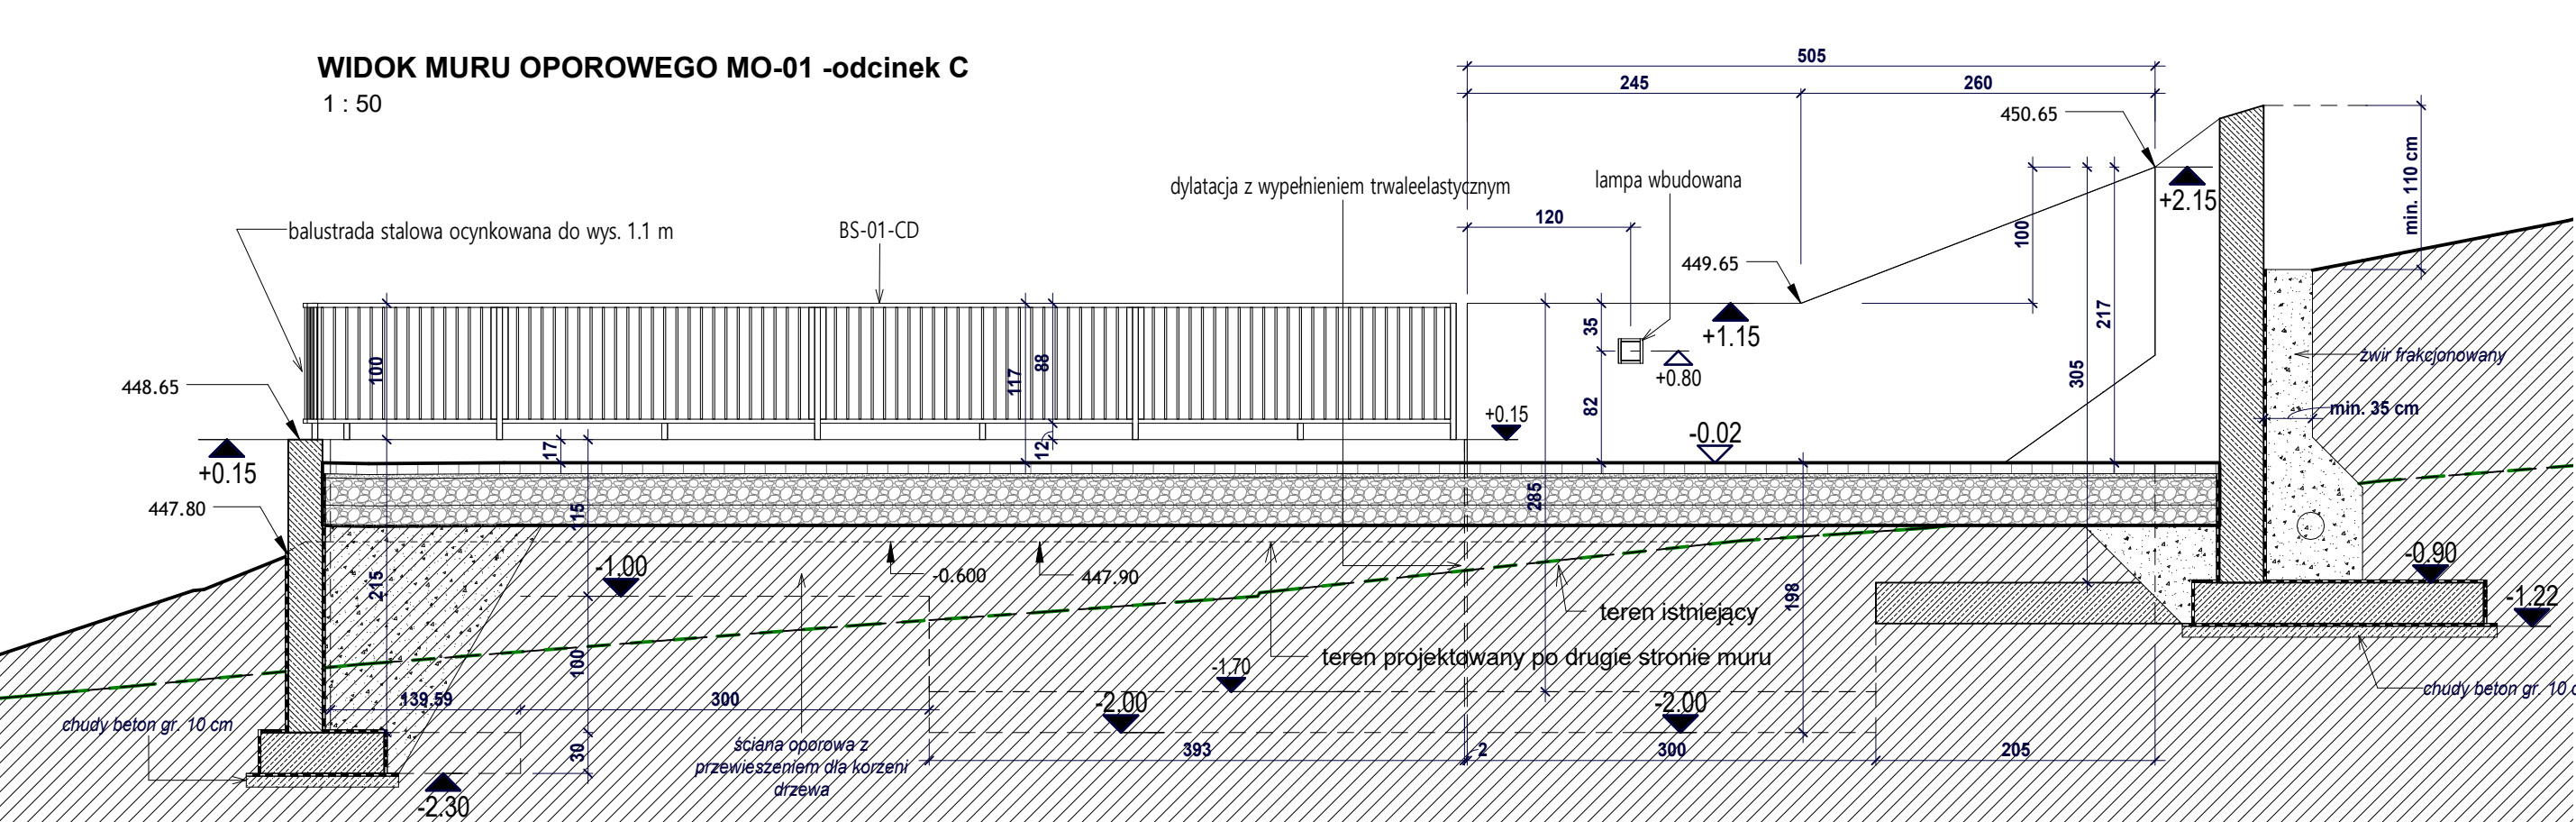 WIDOK MURU OPOROWEGO MO-01 -odcinek C
1 : 50
505
245
260
450.65
min. 110 cm
dylatacja z wypełnieniem trwaleelastycznym
lampa wbudowana
+2.15
balustrada stalowa ocynkowana do wys. 1.1 m
BS-01-CD
120
100
449.65
217
35
+1.15
żwir frakcjonowany
448.65
100
117
88
+0.80
305
82
min. 35 cm
+0.15
+0.15
-0.02
17
12
447.80
285
115
-1.00
-0.600
447.90
215
198
-0.90
-1.22
teren istniejący
100
teren projektowany po drugie stronie muru
-1,70
139.59
300
-2.00
-2.00
chudy beton gr. 10 cm
chudy beton gr. 10 c
ściana oporowa z
przewieszeniem dla korzeni
drzewa
30
393
2
300
205
-2.30